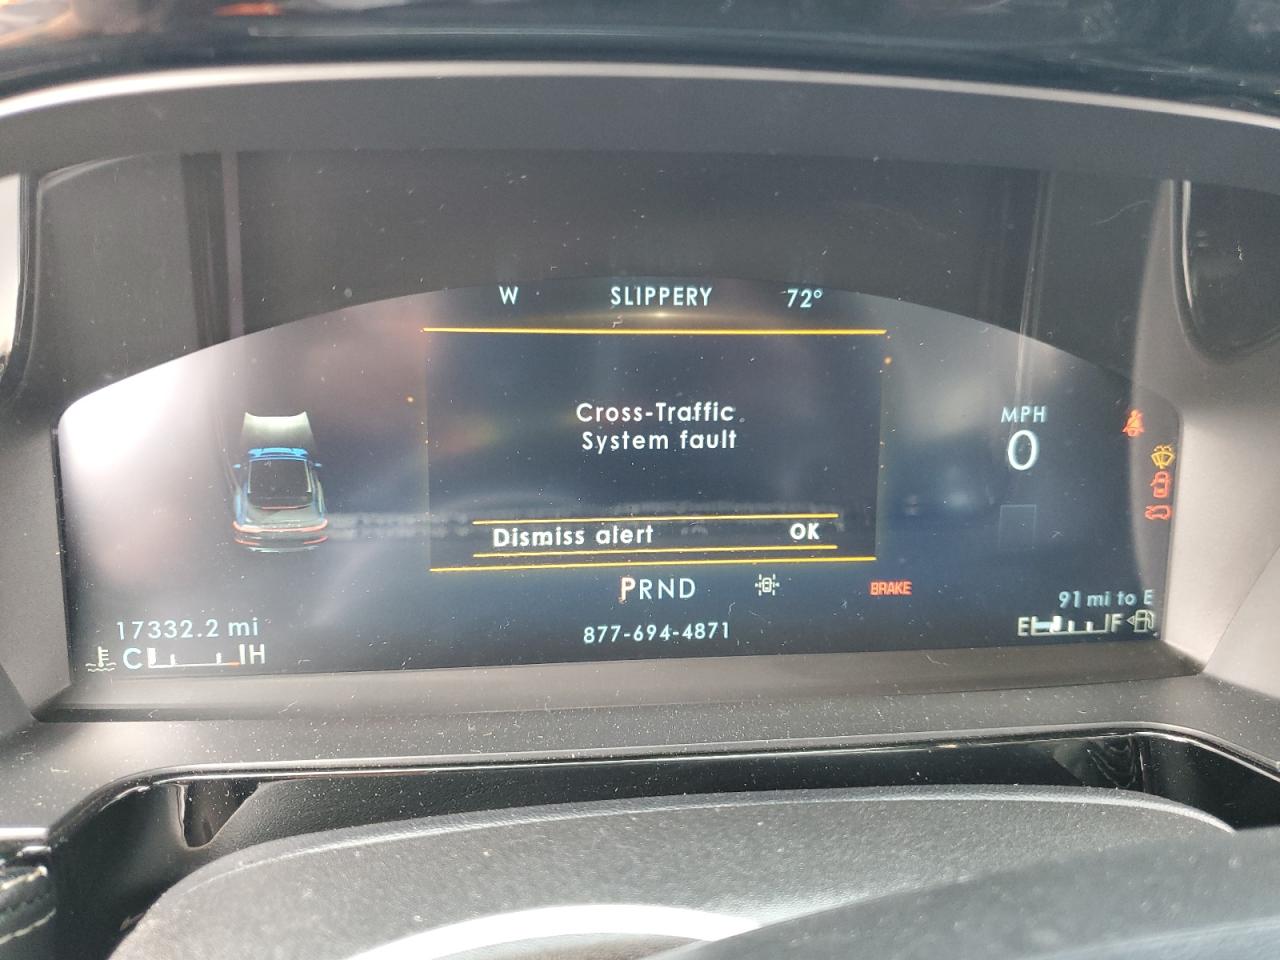 W SLIPPERY 72°
Cross-Traffic
System fault
MPH
0
Dismiss alert OK
PRND BRAKE
91 mi to E
17332.2 mi 877-694-4871 E F
C H